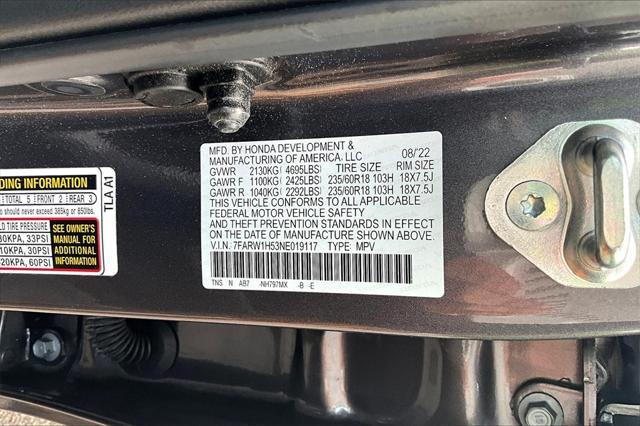 DING INFORMATION
TOTAL 5 FRONT 2 REAR 3
d never exceed 385kg or 850lbs.
LD TIRE PRESSURE
30KPA, 33PSI
10KPA, 30PSI
20KPA, 60PSI
SEE OWNER'S
MANUAL FOR
ADDITIONAL
INFORMATION
TLA A1
MFD. BY HONDA DEVELOPMENT &
MANUFACTURING OF AMERICA, LLC 08/'22
GVWR 2130KG( 4695LBS) TIRE SIZE RIM SIZE
GAWR F 1100KG( 2425LBS) 235/60R18 103H 18X7.5J
GAWR R 1040KG( 2292LBS) 235/60R18 103H 18X7.5J
THIS VEHICLE CONFORMS TO ALL APPLICABLE
FEDERAL MOTOR VEHICLE SAFETY
AND THEFT PREVENTION STANDARDS IN EFFECT
ON THE DATE OF MANUFACTURE SHOWN ABOVE.
V.I.N. 7FARW1H53NE019117 TYPE: MPV
TNS N AB7 -NH797MX -B -E